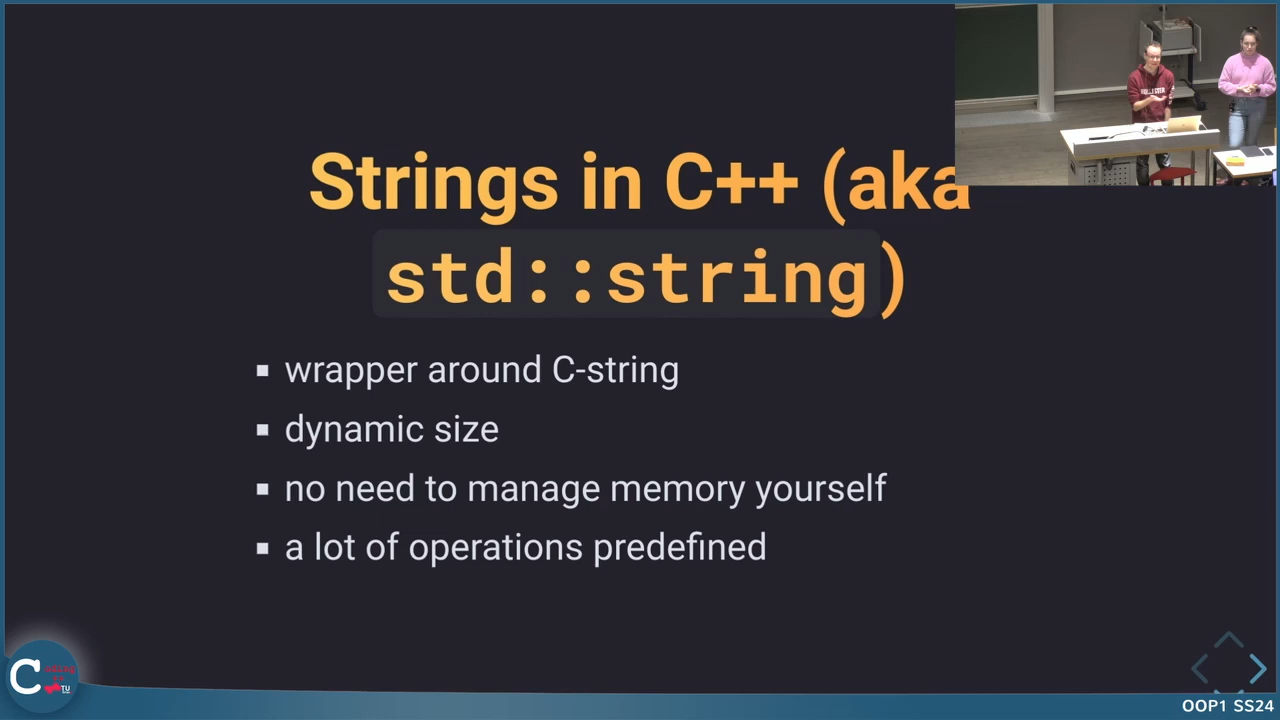 Strings in C++ (aka
std::string)
▪ wrapper around C-string
▪ dynamic size
▪ no need to manage memory yourself
▪ a lot of operations predefined
C
TU
OOP1 SS24